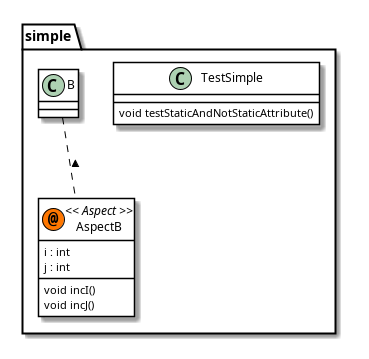 simple
C B
C TestSimple
void testStaticAndNotStaticAttribute()
@ << Aspect >>
AspectB
i : int
j : int
void incI()
void incJ()